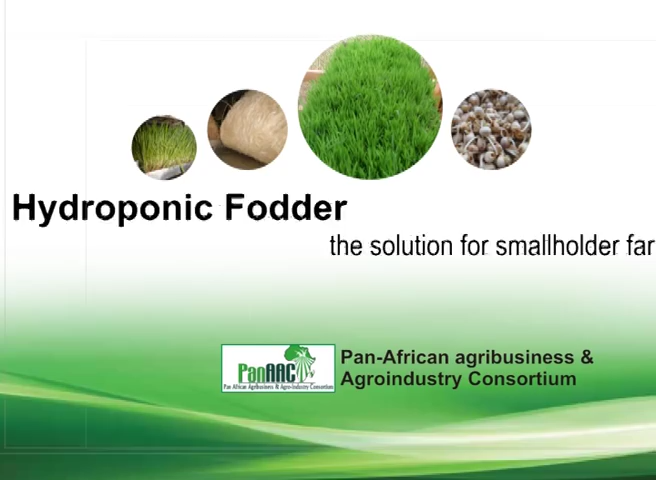 Hydroponic Fodder
the solution for smallholder far
PanAAC
Pan African Agribusiness & Agro-Industry Consortium
Pan-African agribusiness &
Agroindustry Consortium